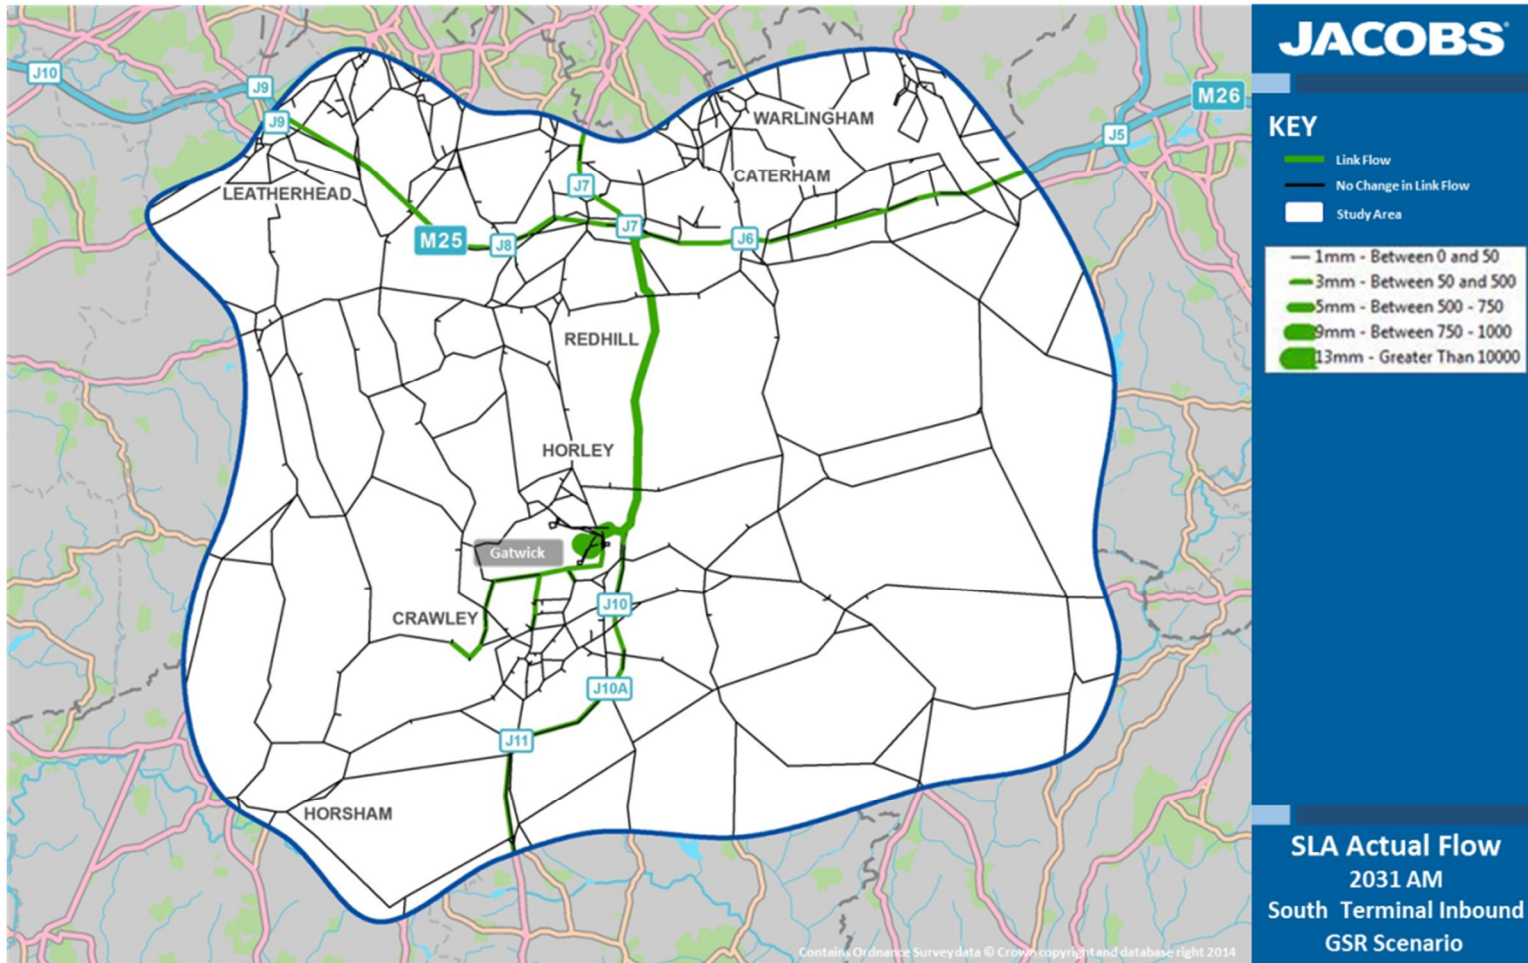 JACOBS
KEY
Link Flow
No Change in Link Flow
Study Area
1mm - Between 0 and 50
3mm - Between 50 and 500
5mm - Between 500 - 750
9mm - Between 750 - 1000
13mm - Greater Than 10000
SLA Actual Flow
2031 AM
South Terminal Inbound
GSR Scenario
J10
J9
M26
J9
WARLINGHAM
J5
CATERHAM
J7
LEATHERHEAD
J7
M25
J8
J6
REDHILL
HORLEY
Gatwick
J10
CRAWLEY
J10A
J11
HORSHAM
Contains Ordnance Survey data © Crown copyright and database right 2014